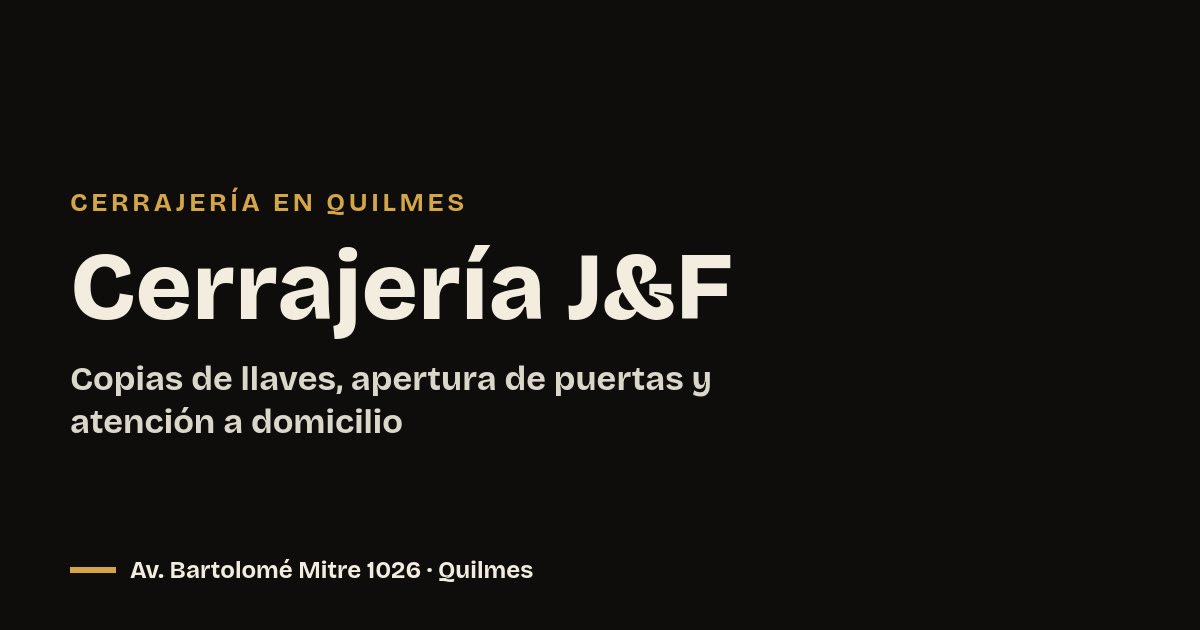 CERRAJERÍA EN QUILMES
Cerrajería J&F
Copias de llaves, apertura de puertas y
atención a domicilio
Av. Bartolomé Mitre 1026 · Quilmes